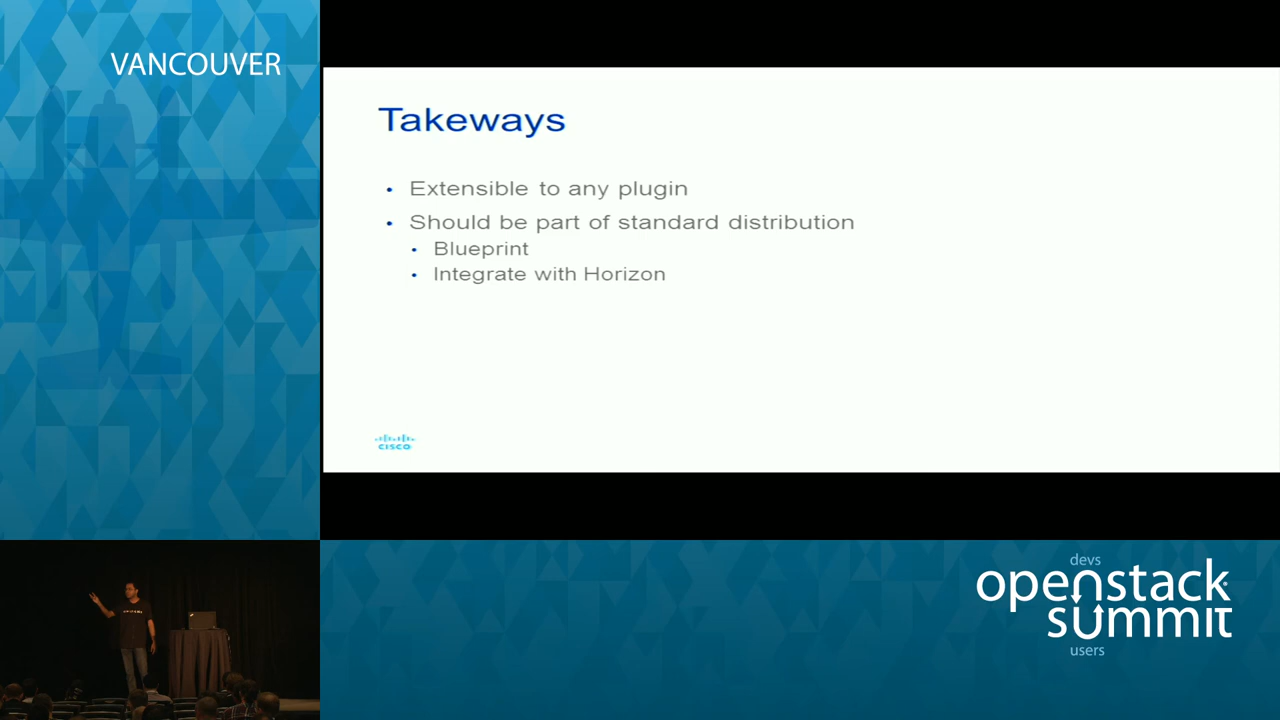 VANCOUVER
Takeways
• Extensible to any plugin
• Should be part of standard distribution
• Blueprint
• Integrate with Horizon
CISCO
devs
openstack
summit
users